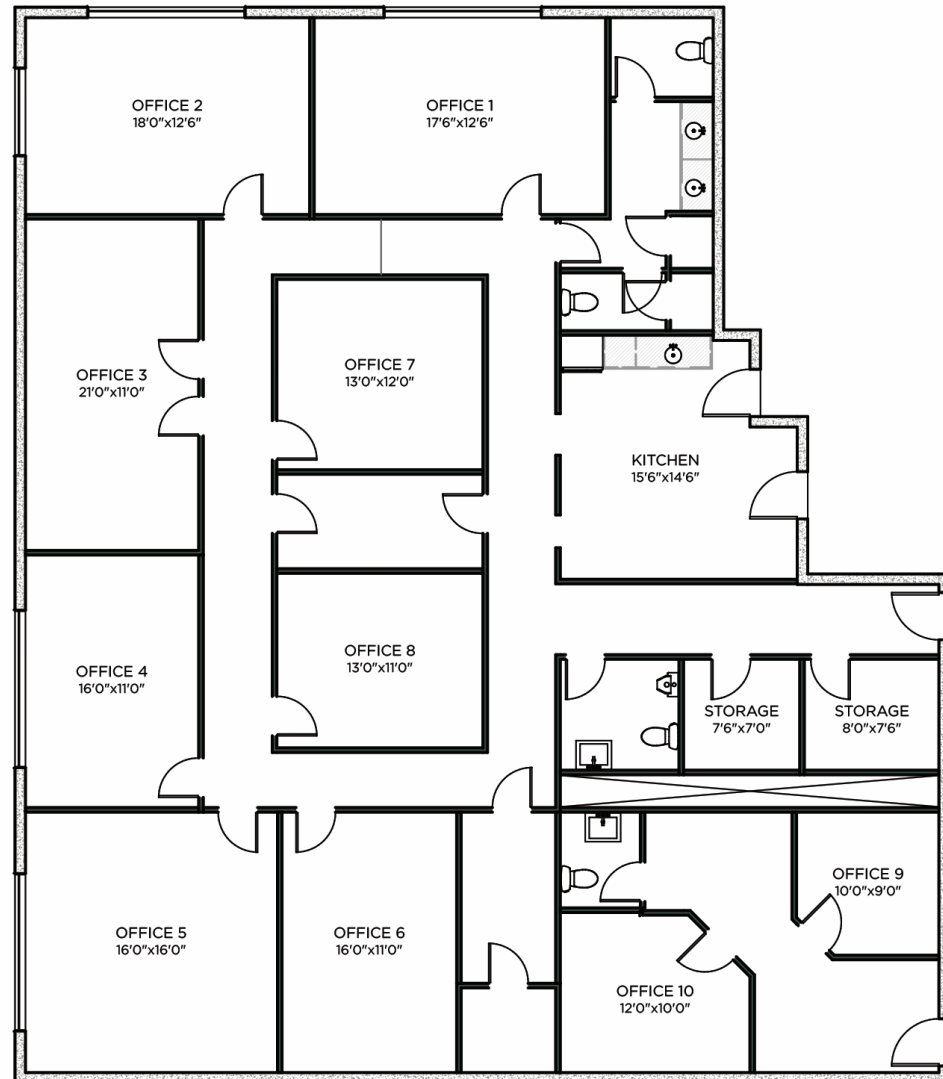 OFFICE 2
18'0"x12'6"
OFFICE 1
17'6"x12'6"
OFFICE 3
21'0"x11'0"
OFFICE 7
13'0"x12'0"
KITCHEN
15'6"x14'6"
OFFICE 4
16'0"x11'0"
OFFICE 8
13'0"x11'0"
STORAGE
7'6"x7'0"
STORAGE
8'0"x7'6"
OFFICE 5
16'0"x16'0"
OFFICE 6
16'0"x11'0"
OFFICE 9
10'0"x9'0"
OFFICE 10
12'0"x10'0"